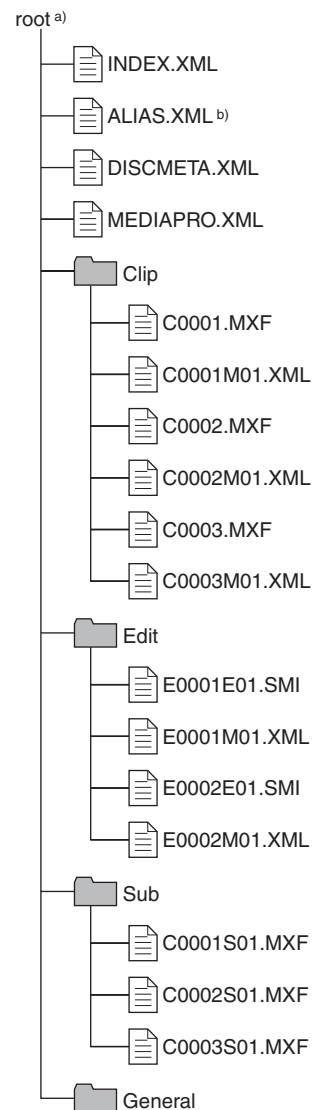 root a)
INDEX.XML
ALIAS.XML b)
DISCMETA.XML
MEDIAPRO.XML
Clip
C0001.MXF
C0001M01.XML
C0002.MXF
C0002M01.XML
C0003.MXF
C0003M01.XML
Edit
E0001E01.SMI
E0001M01.XML
E0002E01.SMI
E0002M01.XML
Sub
C0001S01.MXF
C0002S01.MXF
C0003S01.MXF
General